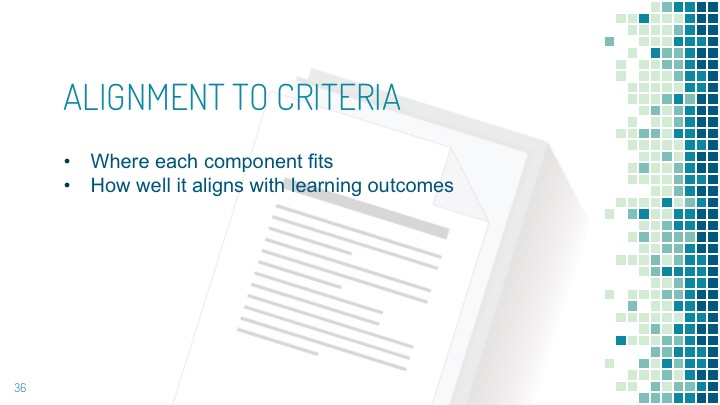 ALIGNMENT TO CRITERIA
• Where each component fits
• How well it aligns with learning outcomes
36